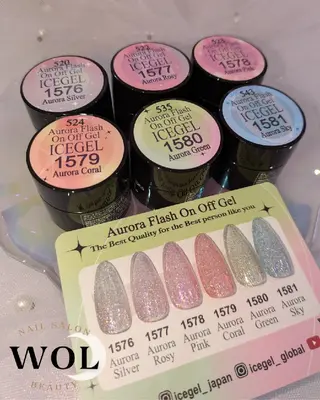 520
Aurora Flash
On Off Gel
ICEGEL
1576
Aurora Silver
On Off Gel
ICEGEL
1577
Aurora Rosy
Aurora Flash
On Off Gel
ICEGEL
1578
Aurora Pink
524
Aurora Flash
On Off Gel
ICEGEL
1579
Aurora Coral
535
Aurora Flash
On Off Gel
ICEGEL
1580
Aurora Green
543
Aurora Flash
On Off Gel
ICEGEL
1581
Aurora Sky
Aurora Flash On Off Gel
The Best Quality for the Best person like you
1576
Aurora
Silver
1577
Aurora
Rosy
1578
Aurora
Pink
1579
Aurora
Coral
1580
Aurora
Green
1581
Aurora
Sky
icegel_japan
icegel_global
NAIL SALON
WOL
BEAUTY